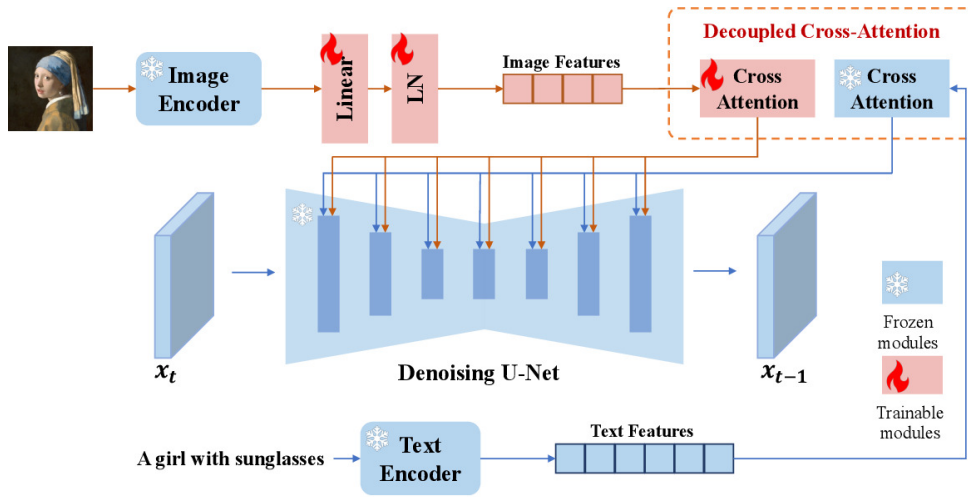 Decoupled Cross-Attention
Image
Encoder
Linear
LN
Image Features
Cross
Attention
Cross
Attention
x_t
Denoising U-Net
x_{t−1}
Frozen
modules
Trainable
modules
A girl with sunglasses
Text
Encoder
Text Features